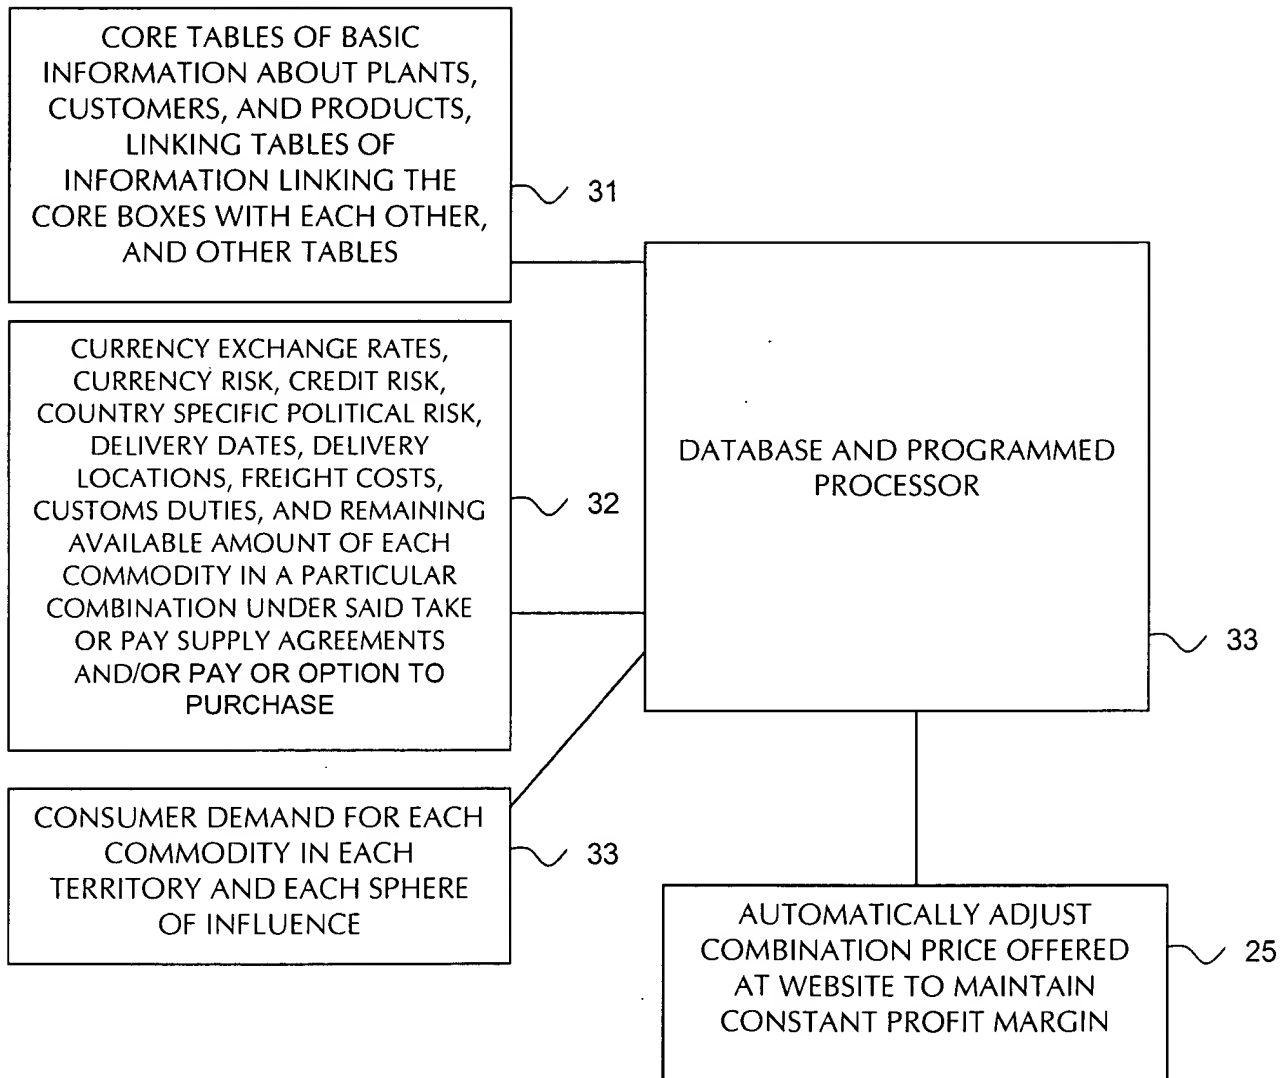 CORE TABLES OF BASIC
INFORMATION ABOUT PLANTS,
CUSTOMERS, AND PRODUCTS,
LINKING TABLES OF
INFORMATION LINKING THE
CORE BOXES WITH EACH OTHER,
AND OTHER TABLES
31
CURRENCY EXCHANGE RATES,
CURRENCY RISK, CREDIT RISK,
COUNTRY SPECIFIC POLITICAL RISK,
DELIVERY DATES, DELIVERY
LOCATIONS, FREIGHT COSTS,
CUSTOMS DUTIES, AND REMAINING
AVAILABLE AMOUNT OF EACH
COMMODITY IN A PARTICULAR
COMBINATION UNDER SAID TAKE
OR PAY SUPPLY AGREEMENTS
AND/OR PAY OR OPTION TO
PURCHASE
32
CONSUMER DEMAND FOR EACH
COMMODITY IN EACH
TERRITORY AND EACH SPHERE
OF INFLUENCE
33
DATABASE AND PROGRAMMED
PROCESSOR
33
AUTOMATICALLY ADJUST
COMBINATION PRICE OFFERED
AT WEBSITE TO MAINTAIN
CONSTANT PROFIT MARGIN
25